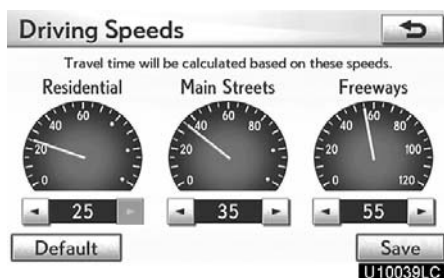 Driving Speeds
Travel time will be calculated based on these speeds.
Residential Main Streets Freeways
0 20 40 60
0 20 40 60 80
0 20 40 60 80 100 120
25 35 55
Default Save
U10039LC